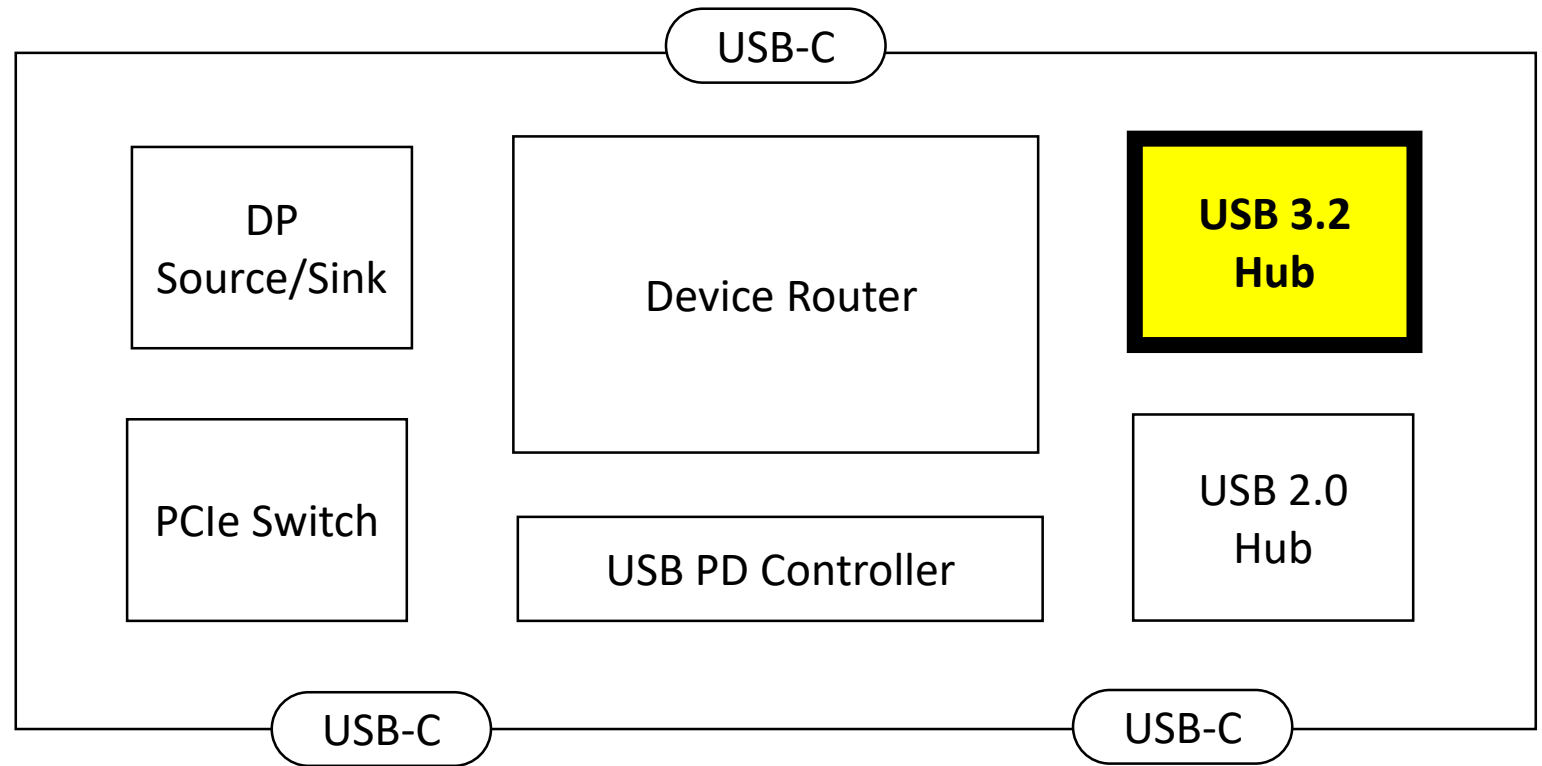 USB-C
DP
Source/Sink
Device Router
USB 3.2
Hub
PCIe Switch
USB PD Controller
USB 2.0
Hub
USB-C
USB-C